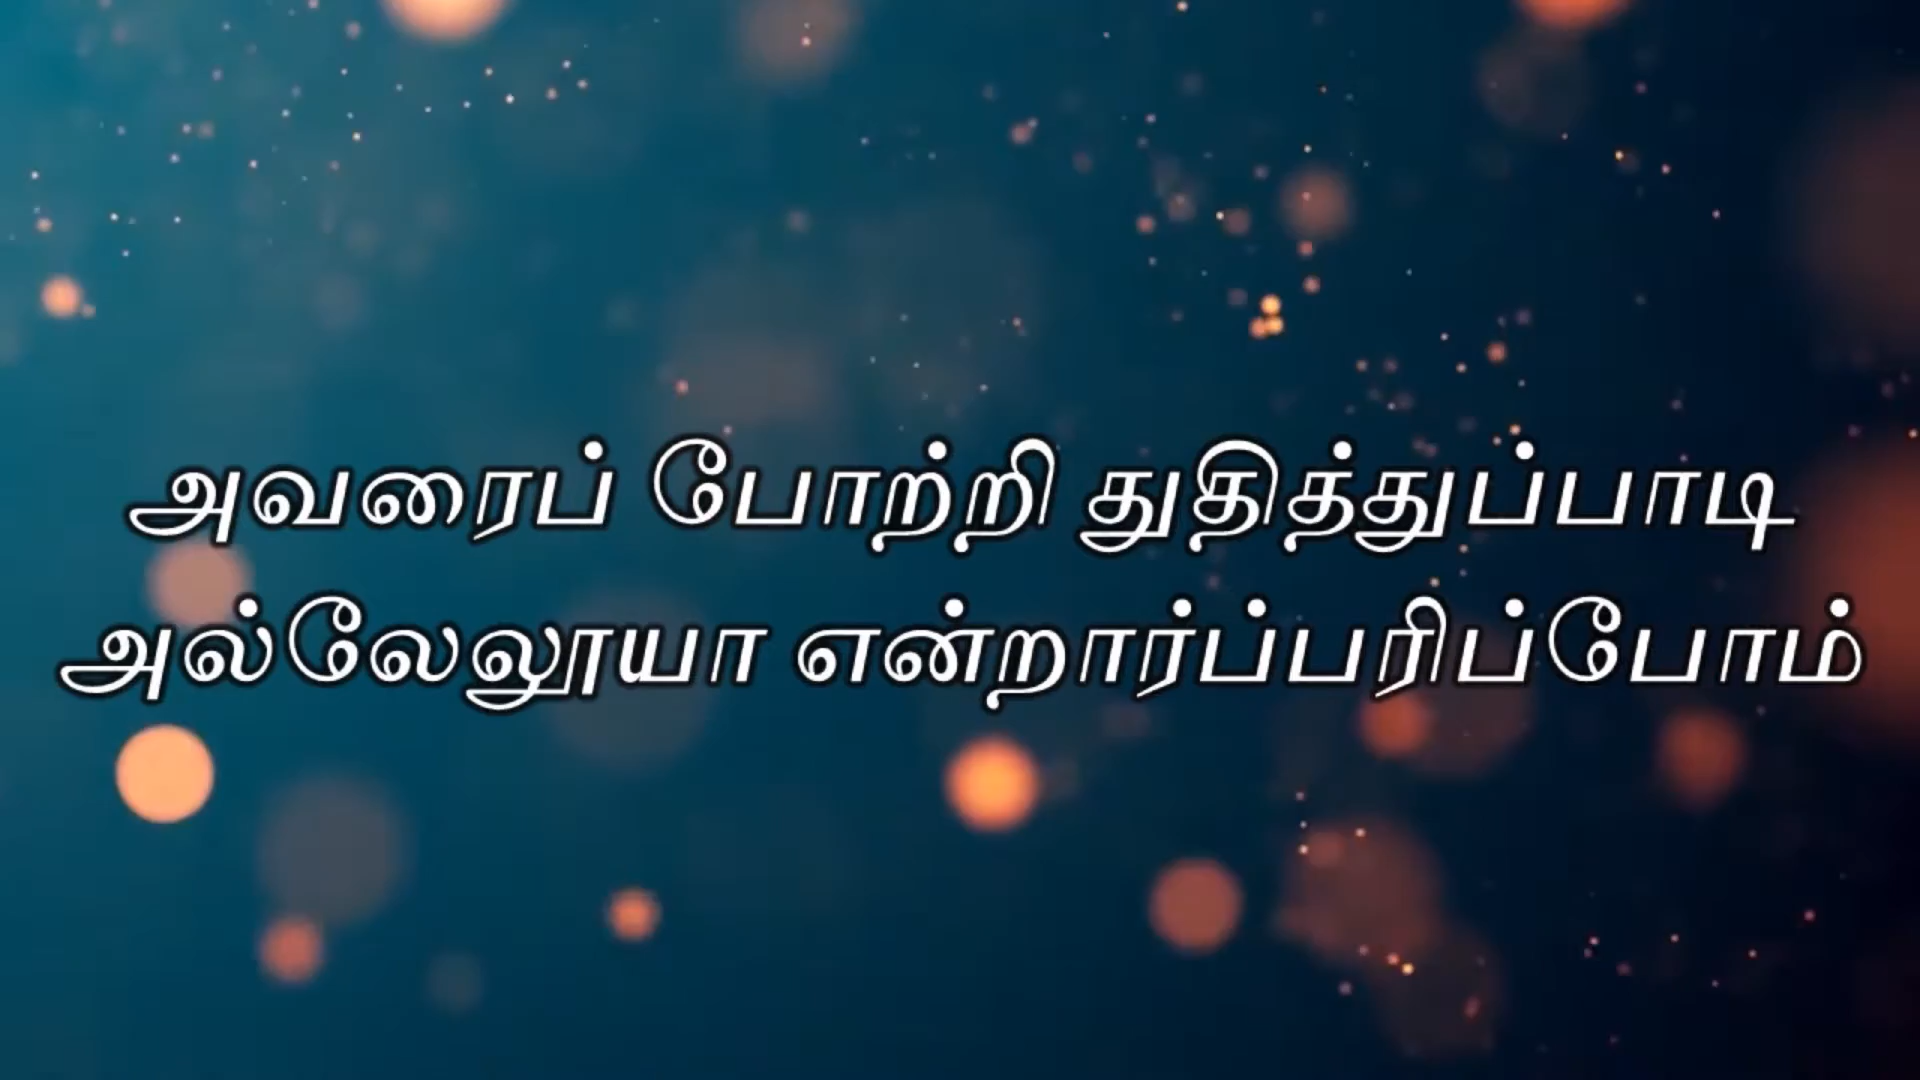 அவரைப் போற்றி துதித்துப்பாடி
அல்லேலூயா என்றார்ப்பரிப்போம்